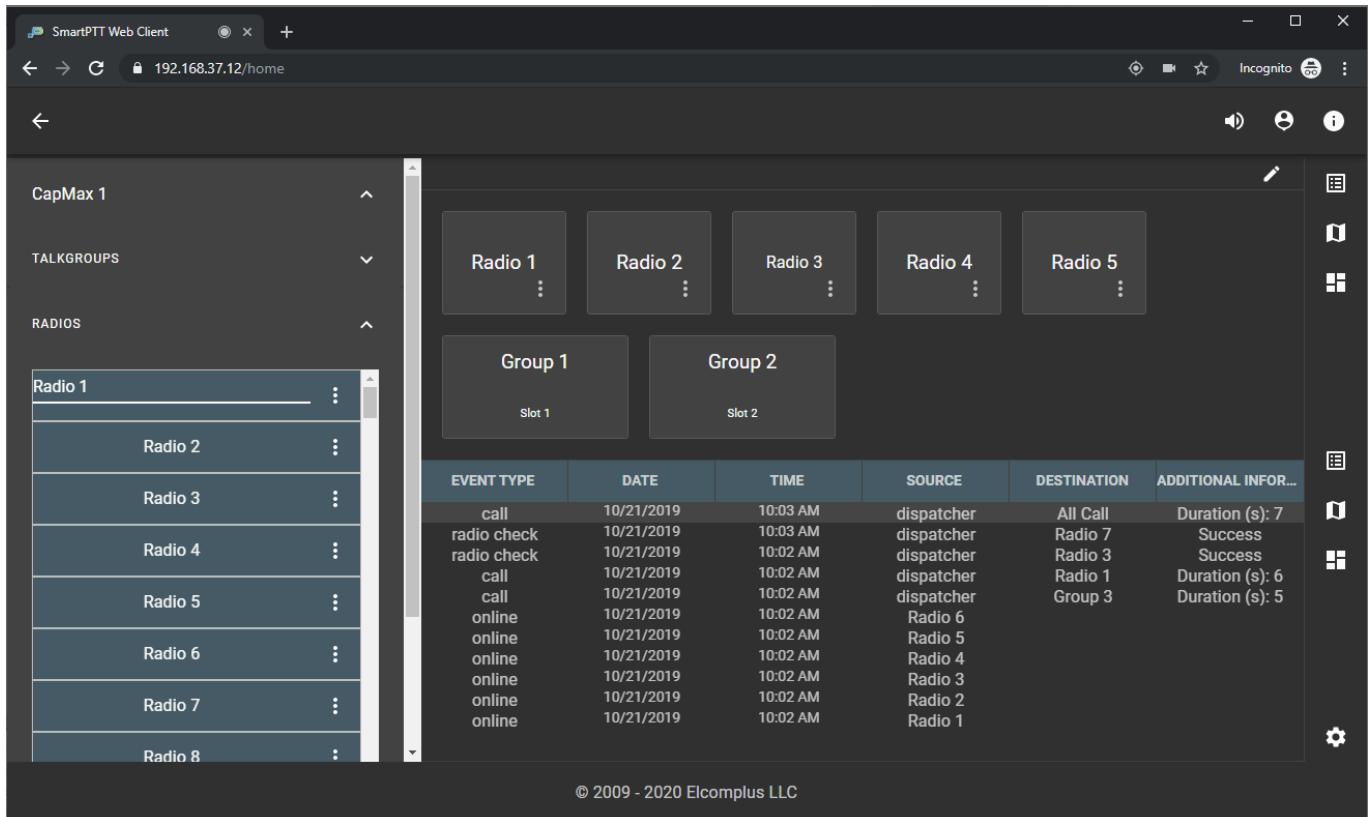 SmartPTT Web Client
192.168.37.12/home
Incognito
CapMax 1
TALKGROUPS
RADIOS
Radio 1
Radio 2
Radio 3
Radio 4
Radio 5
Radio 6
Radio 7
Radio 8
Radio 1 Radio 2 Radio 3 Radio 4 Radio 5
Group 1 Group 2
Slot 1 Slot 2
EVENT TYPE DATE TIME SOURCE DESTINATION ADDITIONAL INFOR...
call 10/21/2019 10:03 AM dispatcher All Call Duration (s): 7
radio check 10/21/2019 10:03 AM dispatcher Radio 7 Success
radio check 10/21/2019 10:02 AM dispatcher Radio 3 Success
call 10/21/2019 10:02 AM dispatcher Radio 1 Duration (s): 6
call 10/21/2019 10:02 AM dispatcher Group 3 Duration (s): 5
online 10/21/2019 10:02 AM Radio 6
online 10/21/2019 10:02 AM Radio 5
online 10/21/2019 10:02 AM Radio 4
online 10/21/2019 10:02 AM Radio 3
online 10/21/2019 10:02 AM Radio 2
online 10/21/2019 10:02 AM Radio 1
© 2009 - 2020 Elcomplus LLC